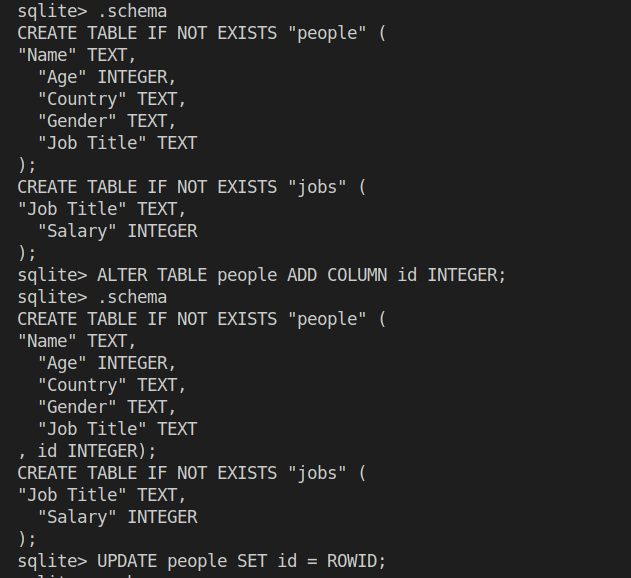 sqlite> .schema
CREATE TABLE IF NOT EXISTS "people" (
"Name" TEXT,
  "Age" INTEGER,
  "Country" TEXT,
  "Gender" TEXT,
  "Job Title" TEXT
);
CREATE TABLE IF NOT EXISTS "jobs" (
"Job Title" TEXT,
  "Salary" INTEGER
);
sqlite> ALTER TABLE people ADD COLUMN id INTEGER;
sqlite> .schema
CREATE TABLE IF NOT EXISTS "people" (
"Name" TEXT,
  "Age" INTEGER,
  "Country" TEXT,
  "Gender" TEXT,
  "Job Title" TEXT
, id INTEGER);
CREATE TABLE IF NOT EXISTS "jobs" (
"Job Title" TEXT,
  "Salary" INTEGER
);
sqlite> UPDATE people SET id = ROWID;